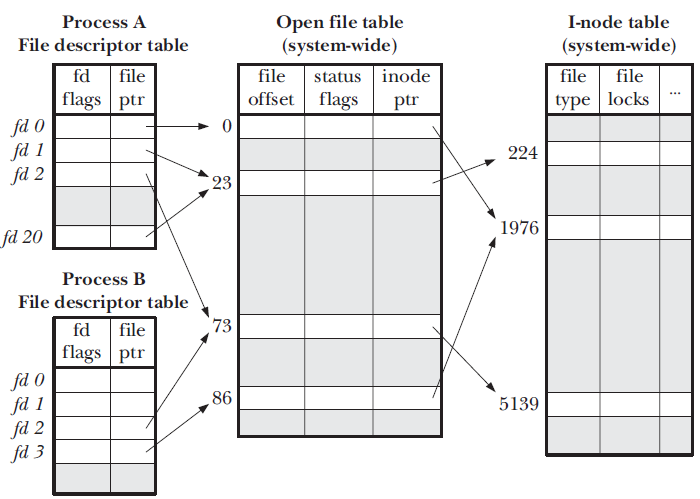 Process A
File descriptor table
fd file
flags ptr
fd 0
fd 1
fd 2
fd 20
Process B
File descriptor table
fd file
flags ptr
fd 0
fd 1
fd 2
fd 3
Open file table
(system-wide)
file status inode
offset flags ptr
0
23
73
86
I-node table
(system-wide)
file file ...
type locks
224
1976
5139